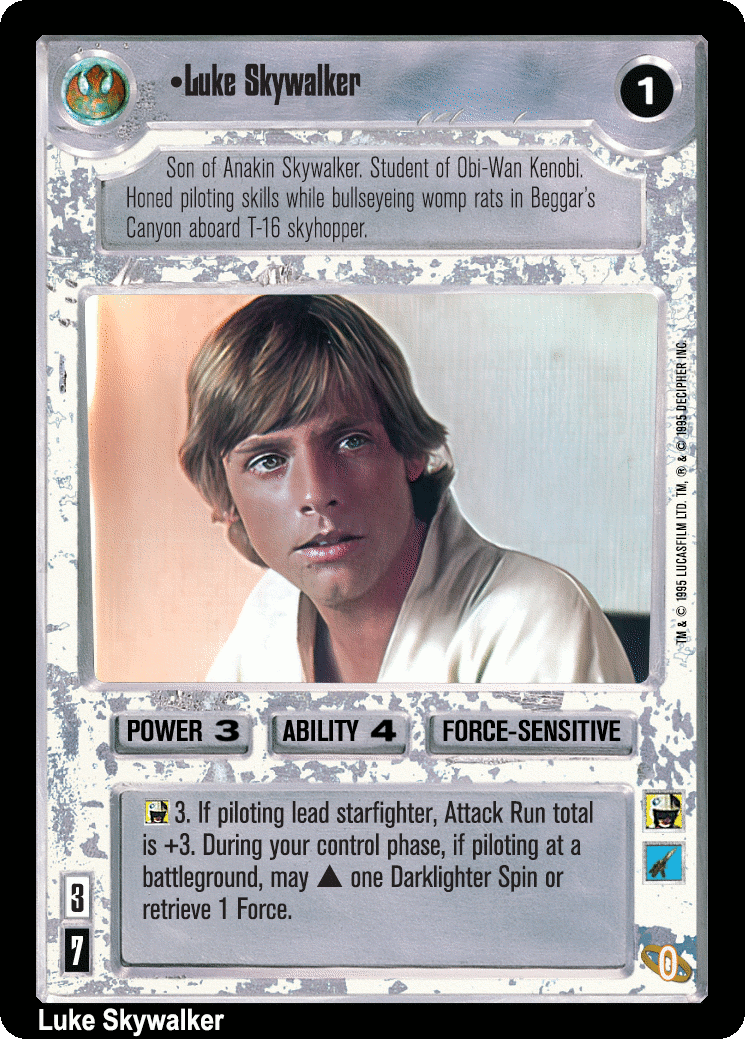 •Luke Skywalker
1
Son of Anakin Skywalker. Student of Obi-Wan Kenobi.
Honed piloting skills while bullseyeing womp rats in Beggar's
Canyon aboard T-16 skyhopper.
TM & © 1995 LUCASFILM LTD. TM, ® & © 1995 DECIPHER INC.
POWER 3
ABILITY 4
FORCE-SENSITIVE
3. If piloting lead starfighter, Attack Run total
is +3. During your control phase, if piloting at a
battleground, may ▲ one Darklighter Spin or
retrieve 1 Force.
3
7
0
Luke Skywalker